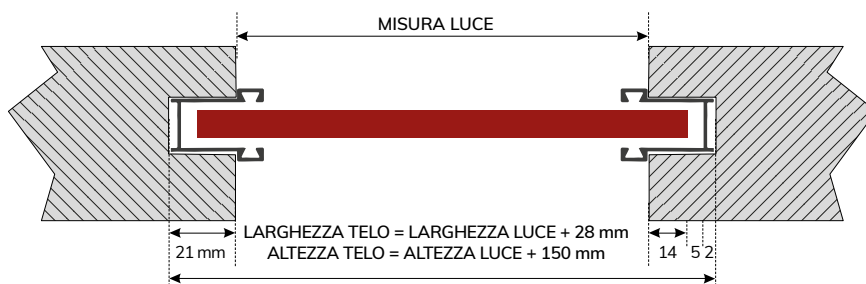 MISURA LUCE
LARGHEZZA TELO = LARGHEZZA LUCE + 28 mm
21 mm
ALTEZZA TELO = ALTEZZA LUCE + 150 mm
14
5
2